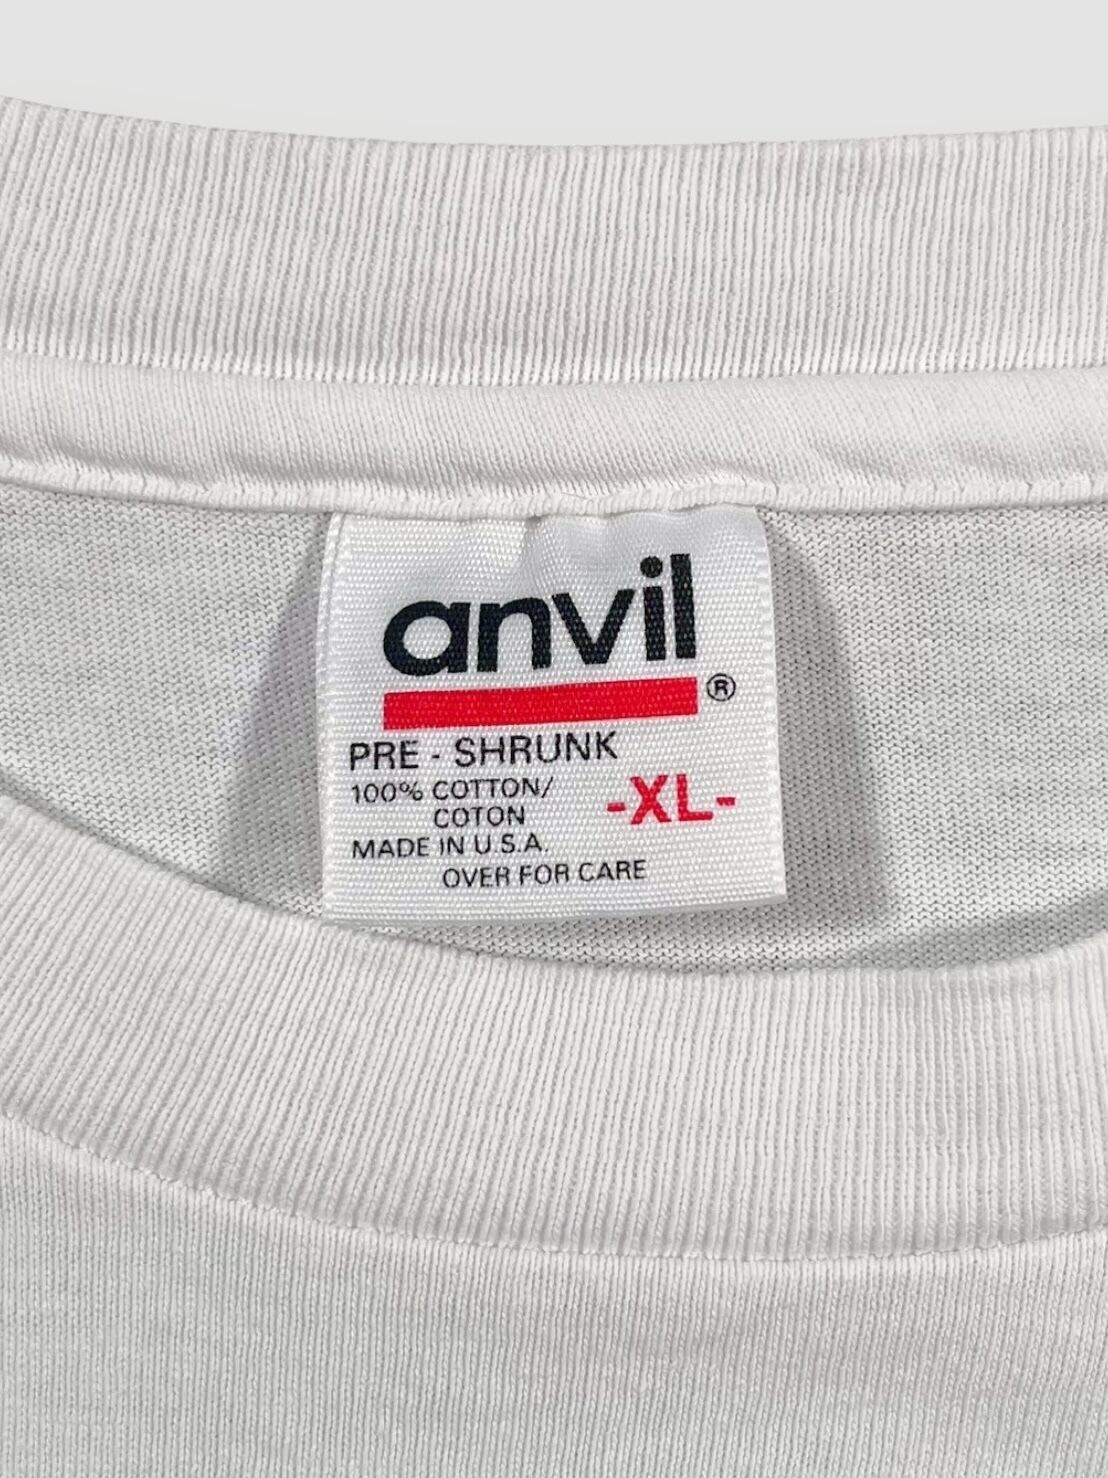 anvil ®
PRE - SHRUNK
100% COTTON/
COTON
-XL-
MADE IN U.S.A.
OVER FOR CARE